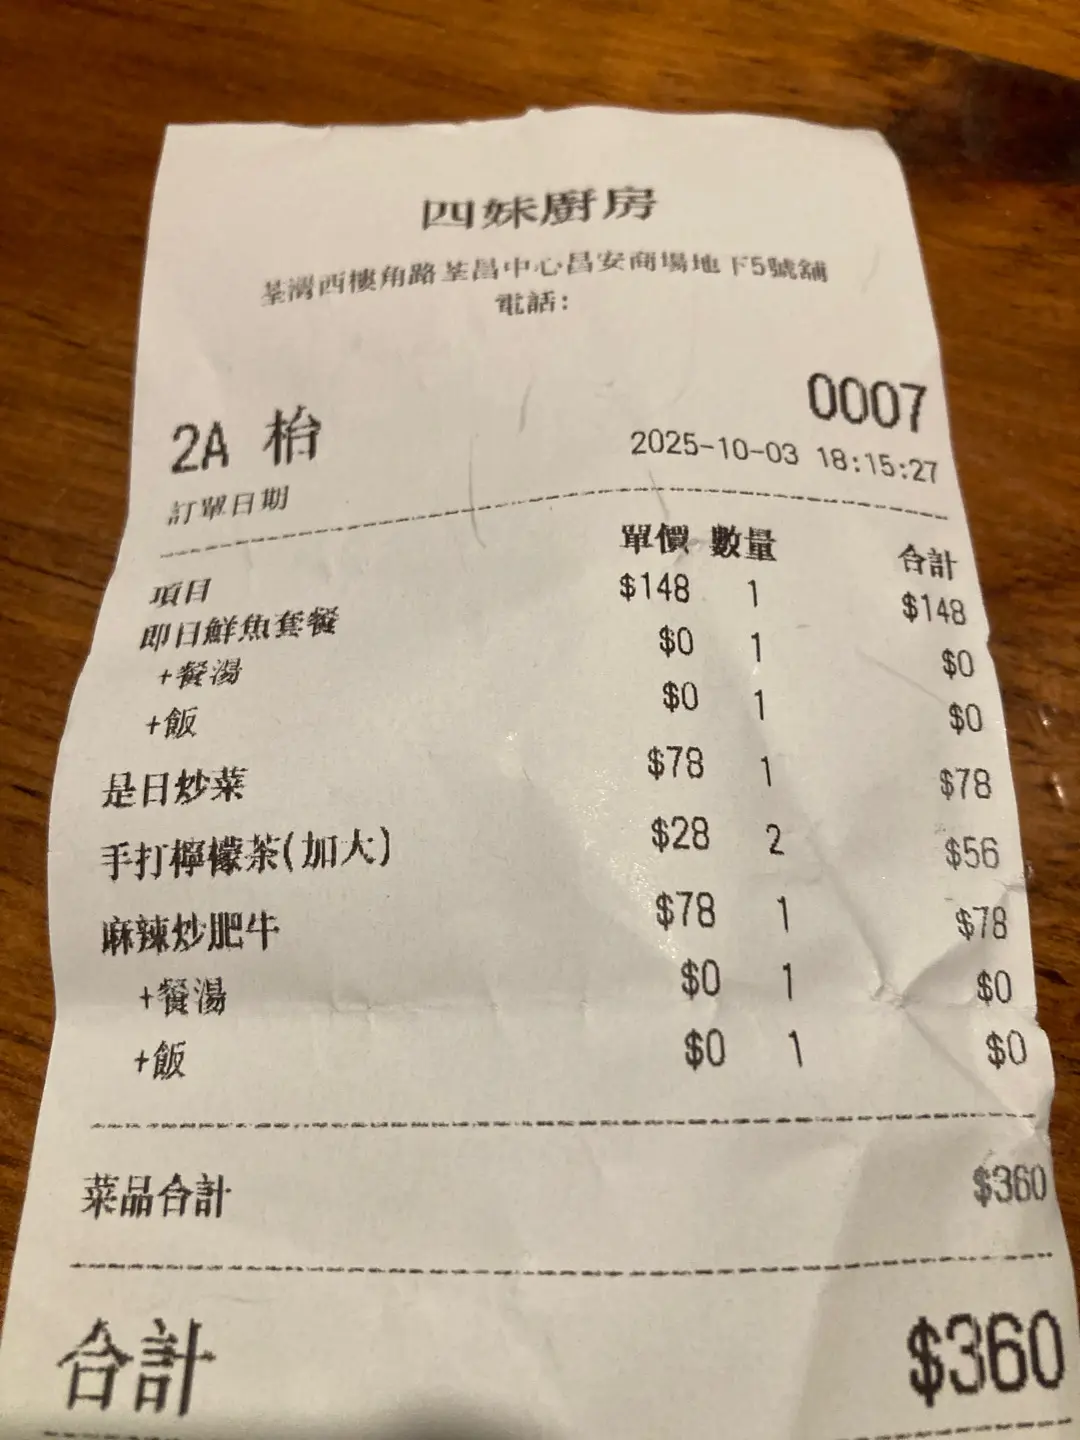 四妹廚房
荃灣西樓角路荃昌中心昌安商場地下5號舖
電話:
0007
2A 枱
2025-10-03 18:15:27
訂單日期
項目 單價 數量 合計
即日鮮魚套餐 $148 1 $148
+餐湯 $0 1 $0
+飯 $0 1 $0
是日炒菜 $78 1 $78
手打檸檬茶(加大) $28 2 $56
麻辣炒肥牛 $78 1 $78
+餐湯 $0 1 $0
+飯 $0 1 $0
菜品合計 $360
合計 $360